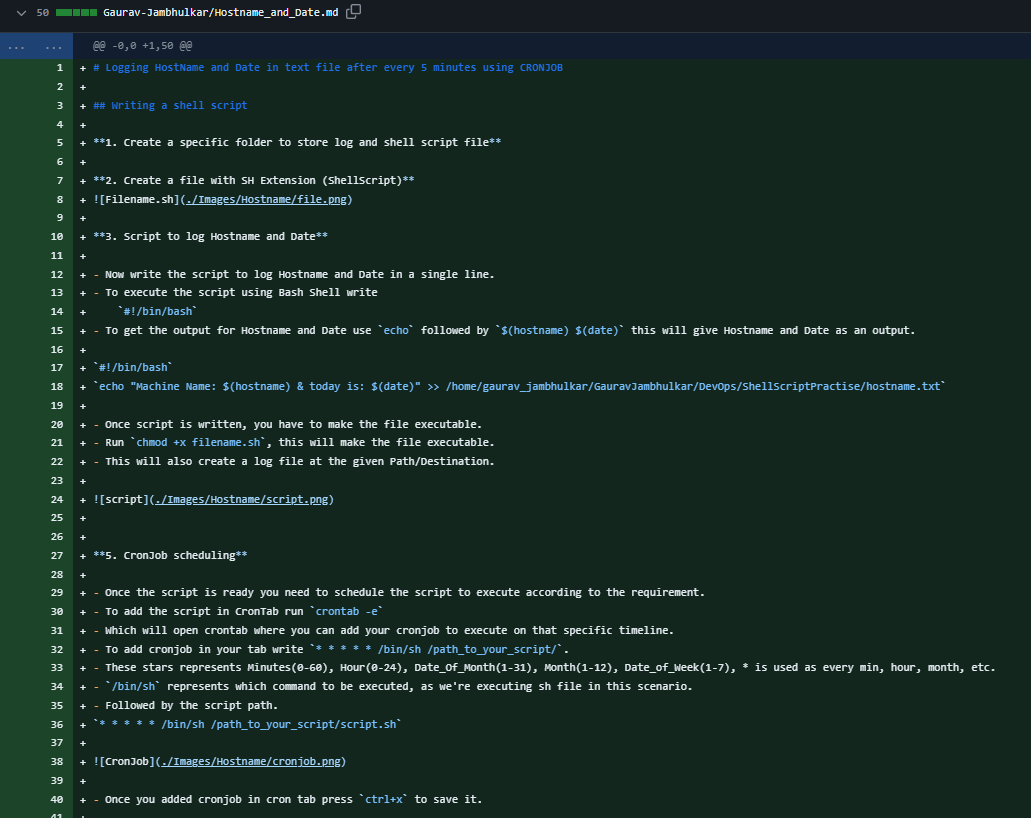 50 Gaurav-Jambhulkar/Hostname_and_Date.md
... ... @@ -0,0 +1,50 @@
1 + # Logging HostName and Date in text file after every 5 minutes using CRONJOB
2 +
3 + ## Writing a shell script
4 +
5 + **1. Create a specific folder to store log and shell script file**
6 +
7 + **2. Create a file with SH Extension (ShellScript)**
8 + ![Filename.sh](./Images/Hostname/file.png)
9 +
10 + **3. Script to log Hostname and Date**
11 +
12 + - Now write the script to log Hostname and Date in a single line.
13 + - To execute the script using Bash Shell write
14 + `#!/bin/bash`
15 + - To get the output for Hostname and Date use `echo` followed by `$(hostname) $(date)` this will give Hostname and Date as an output.
16 +
17 + `#!/bin/bash`
18 + `echo "Machine Name: $(hostname) & today is: $(date)" >> /home/gaurav_jambhulkar/GauravJambhulkar/DevOps/ShellScriptPractise/hostname.txt`
19 +
20 + - Once script is written, you have to make the file executable.
21 + - Run `chmod +x filename.sh`, this will make the file executable.
22 + - This will also create a log file at the given Path/Destination.
23 +
24 + ![script](./Images/Hostname/script.png)
25 +
26 +
27 + **5. CronJob scheduling**
28 +
29 + - Once the script is ready you need to schedule the script to execute according to the requirement.
30 + - To add the script in CronTab run `crontab -e`
31 + - Which will open crontab where you can add your cronjob to execute on that specific timeline.
32 + - To add cronjob in your tab write `* * * * * /bin/sh /path_to_your_script/`.
33 + - These stars represents Minutes(0-60), Hour(0-24), Date_Of_Month(1-31), Month(1-12), Date_of_Week(1-7), * is used as every min, hour, month, etc.
34 + - `/bin/sh` represents which command to be executed, as we're executing sh file in this scenario.
35 + - Followed by the script path.
36 + `* * * * * /bin/sh /path_to_your_script/script.sh`
37 +
38 + ![CronJob](./Images/Hostname/cronjob.png)
39 +
40 + - Once you added cronjob in cron tab press `ctrl+x` to save it.
41 +